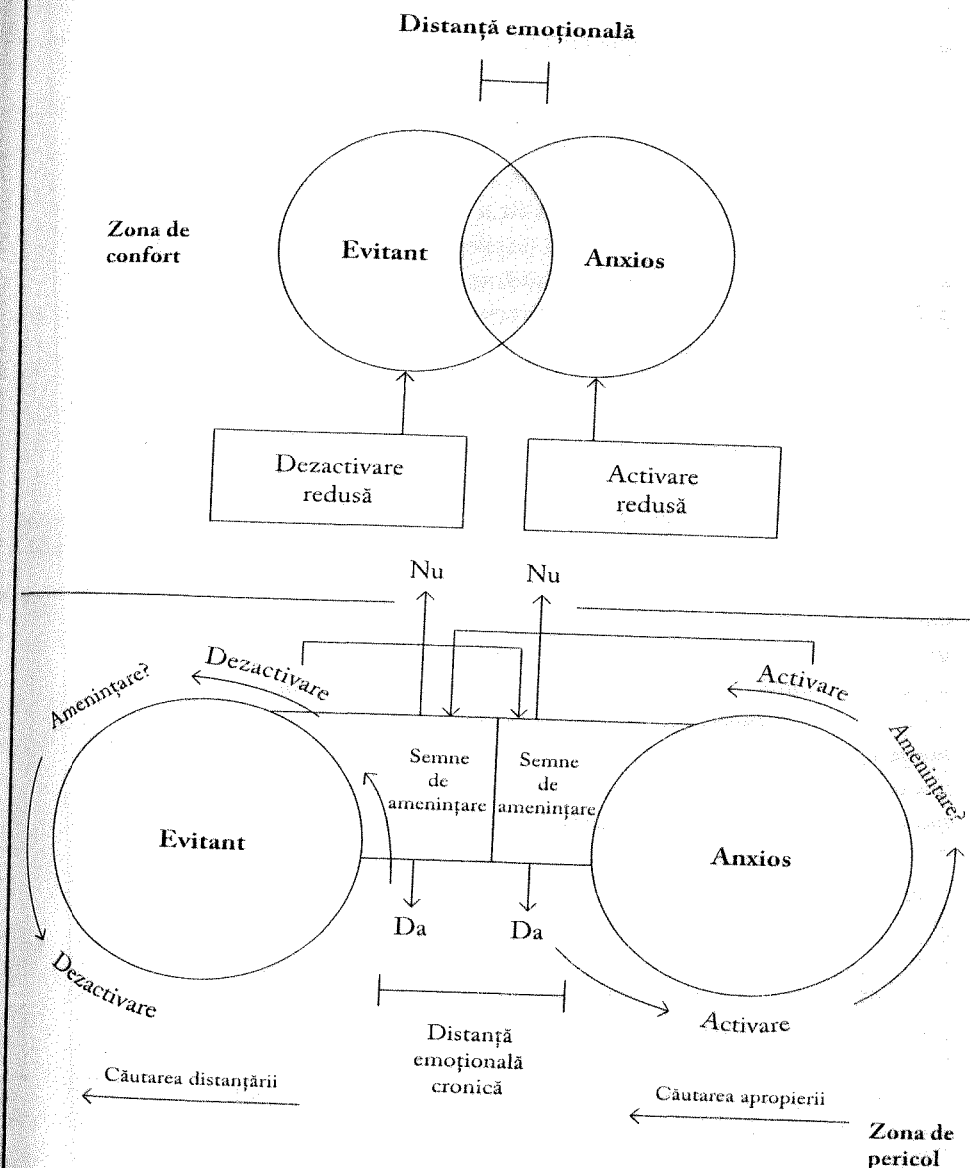 Distanță emoțională
Zona de
confort
Evitant
Anxios
Dezactivare
redusă
Activare
redusă
Nu
Nu
Amenințare?
Dezactivare
Activare
Amenințare?
Semne
de
amenințare
Semne
de
amenințare
Evitant
Anxios
Da
Da
Dezactivare
Activare
Distanță
emoțională
cronică
Căutarea distanțării
Căutarea apropierii
Zona de
pericol